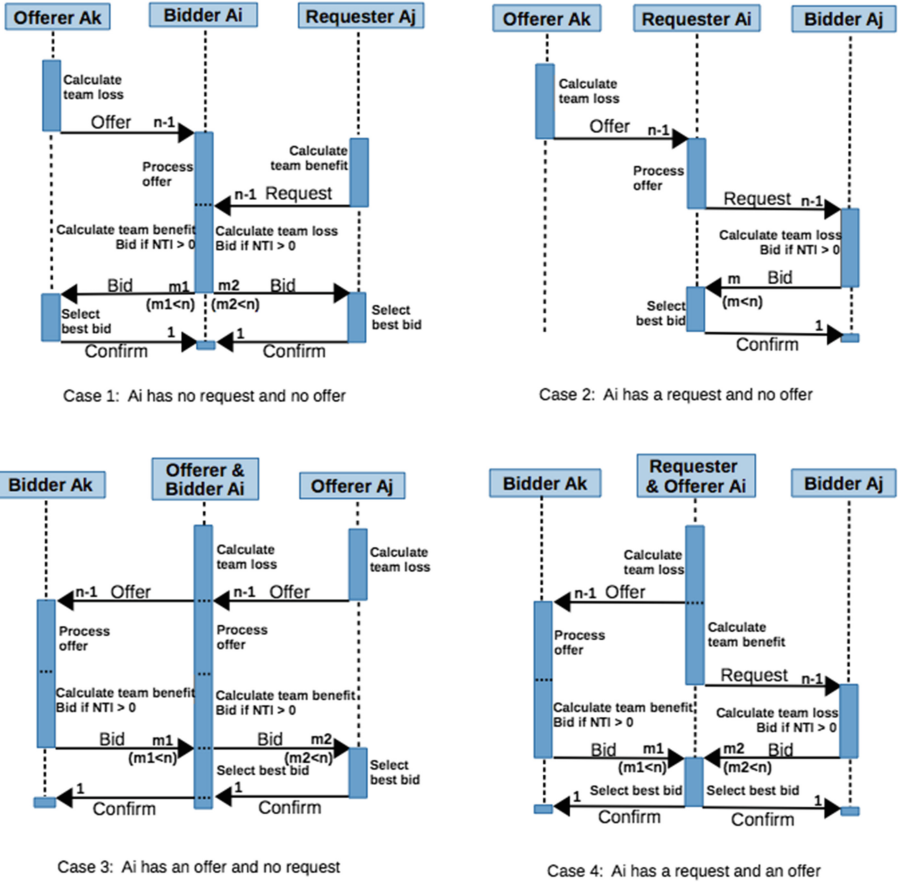 Offerer Ak
Bidder Ai
Requester Aj
Calculate
team loss
Offer n-1
Process
offer
Calculate
team benefit
n-1 Request
Calculate team benefit
Bid if NTI > 0
Calculate team loss
Bid if NTI > 0
Bid m1
(m1<n)
m2 Bid
(m2<n)
Select
best bid
Select
best bid
1
Confirm
1
Confirm
Case 1: Ai has no request and no offer
Offerer Ak
Requester Ai
Bidder Aj
Calculate
team loss
Offer n-1
Process
offer
Request n-1
Calculate team loss
Bid if NTI > 0
m Bid
(m<n)
Select
best bid
1
Confirm
Case 2: Ai has a request and no offer
Bidder Ak
Offerer &
Bidder Ai
Offerer Aj
Calculate
team loss
Calculate
team loss
n-1 Offer
n-1 Offer
Process
offer
Process
offer
Calculate team benefit
Bid if NTI > 0
Calculate team benefit
Bid if NTI > 0
Bid m1
(m1<n)
Bid m2
(m2<n)
Select best bid
Select
best bid
1
Confirm
1
Confirm
Case 3: Ai has an offer and no request
Bidder Ak
Requester
& Offerer Ai
Bidder Aj
Calculate
team loss
n-1 Offer
Process
offer
Calculate
team benefit
Request n-1
Calculate team benefit
Bid if NTI > 0
Calculate team loss
Bid if NTI > 0
Bid m1
(m1<n)
m2 Bid
(m2<n)
Select best bid
Select best bid
1
Confirm
1
Confirm
Case 4: Ai has a request and an offer